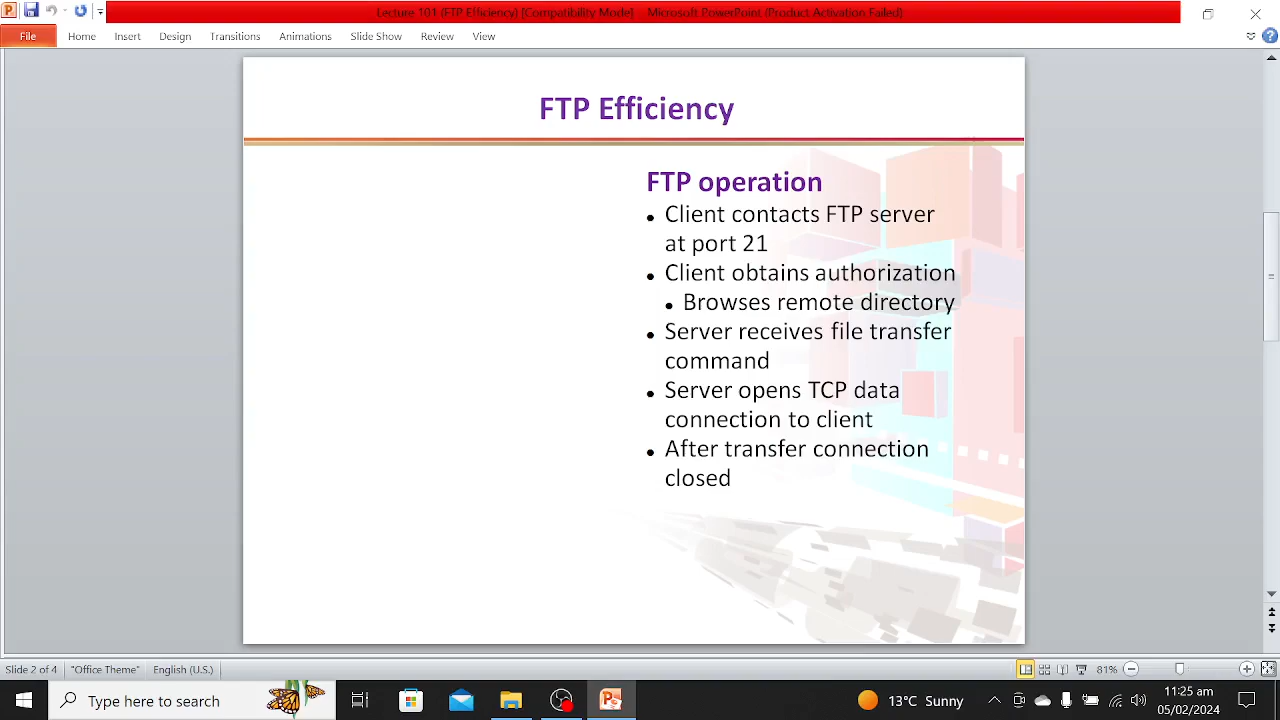 Lecture 101 (FTP Efficiency) [Compatibility Mode] - Microsoft PowerPoint (Product Activation Failed)
File Home Insert Design Transitions Animations Slide Show Review View
FTP Efficiency
FTP operation
• Client contacts FTP server
at port 21
• Client obtains authorization
• Browses remote directory
• Server receives file transfer
command
• Server opens TCP data
connection to client
• After transfer connection
closed
Slide 2 of 4 "Office Theme" English (U.S.) 81%
Type here to search 13°C Sunny 11:25 am
05/02/2024